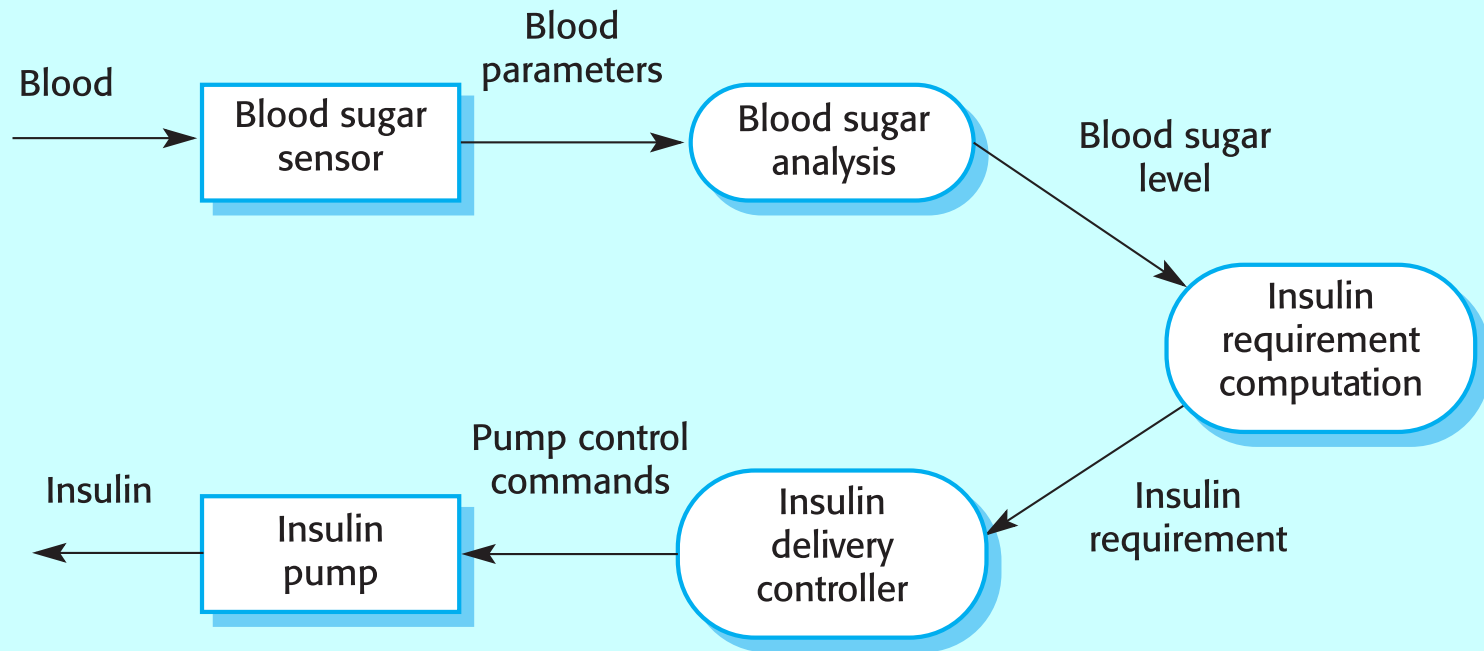 Blood
Blood sugar
sensor
Blood
parameters
Blood sugar
analysis
Blood sugar
level
Insulin
requirement
computation
Insulin
requirement
Insulin
delivery
controller
Pump control
commands
Insulin
pump
Insulin